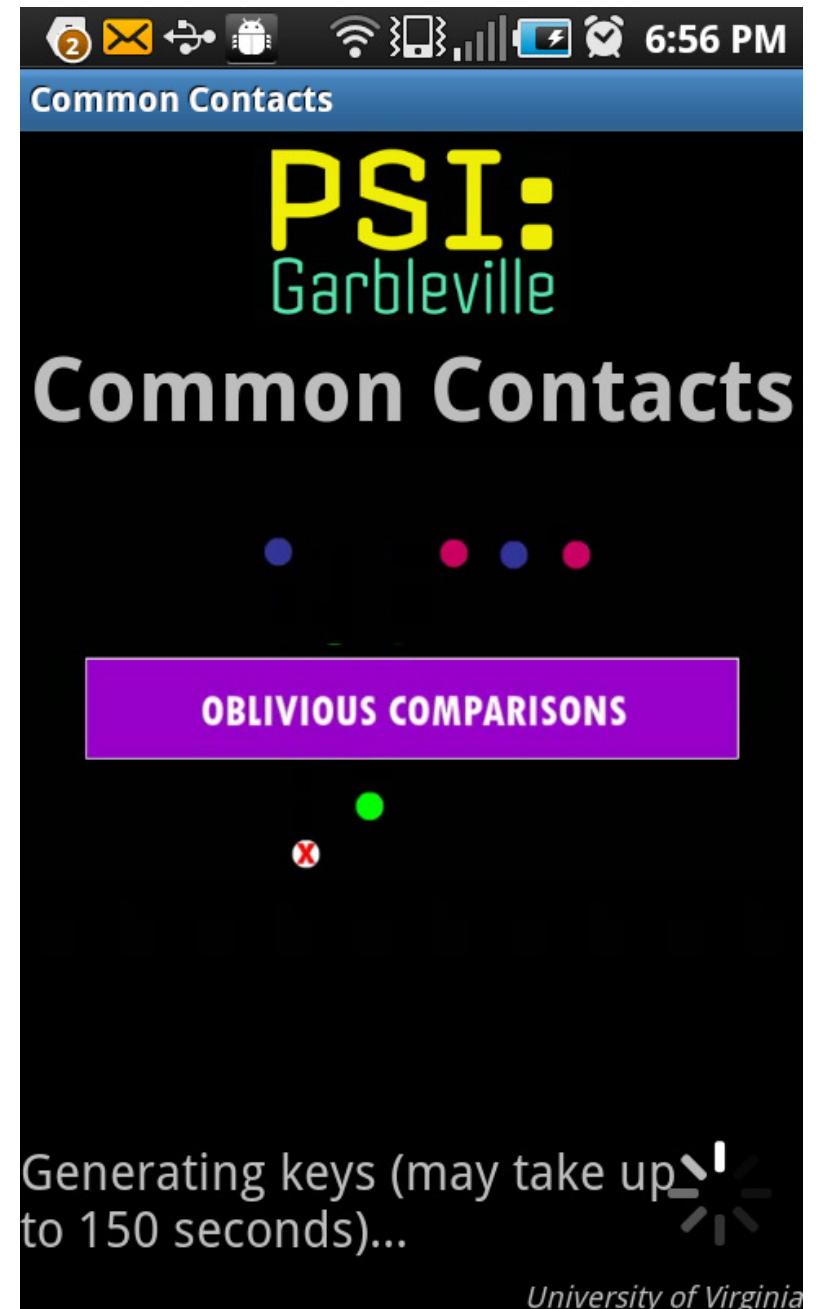 2 6:56 PM
Common Contacts
PSI:
Garbleville
Common Contacts
OBLIVIOUS COMPARISONS
X
Generating keys (may take up
to 150 seconds)...
University of Virginia